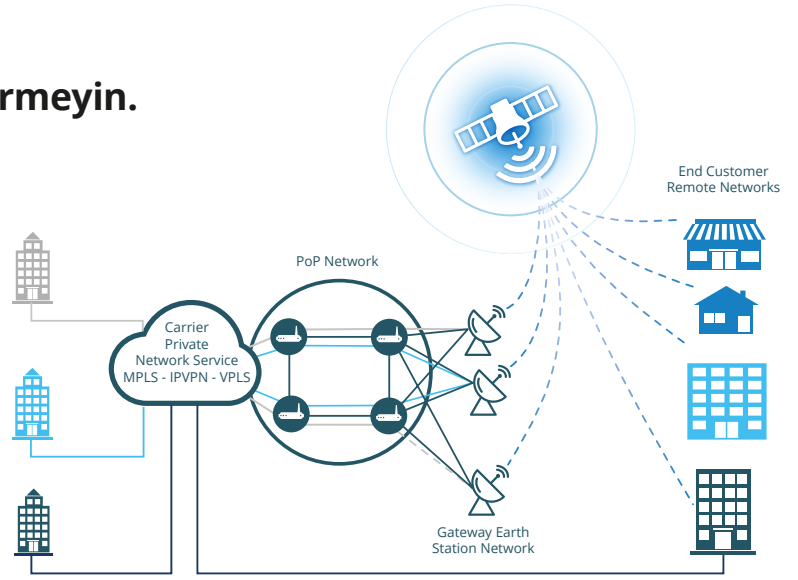 rmeyin.
End Customer
Remote Networks
PoP Network
Carrier
Private
Network Service
MPLS - IPVPN - VPLS
Gateway Earth
Station Network